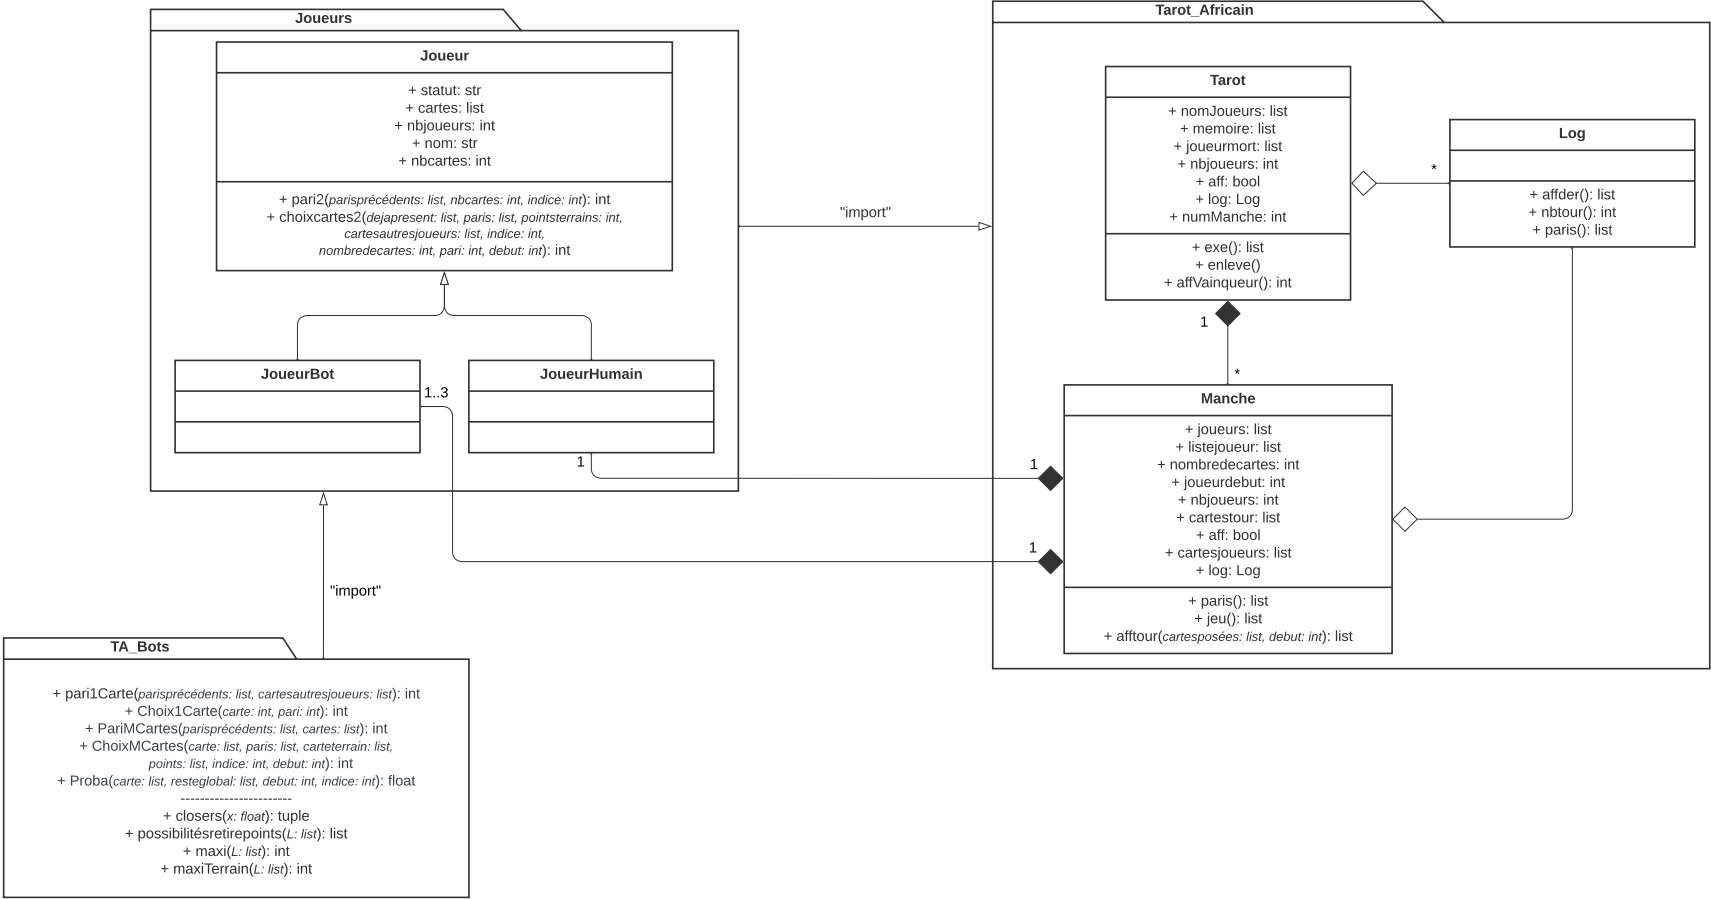 Joueurs
Joueur
+ statut: str
+ cartes: list
+ nbjoueurs: int
+ nom: str
+ nbcartes: int
+ pari2(parisprécédents: list, nbcartes: int, indice: int): int
+ choixcartes2(dejapresent: list, paris: list, pointsterrains: int,
cartesautresjoueurs: list, indice: int,
nombredecartes: int, pari: int, debut: int): int
JoueurBot
JoueurHumain
1..3
1
"import"
Tarot_Africain
Tarot
+ nomJoueurs: list
+ memoire: list
+ joueurmort: list
+ nbjoueurs: int
+ aff: bool
+ log: Log
+ numManche: int
+ exe(): list
+ enleve()
+ affVainqueur(): int
*
Log
+ affder(): list
+ nbtour(): int
+ paris(): list
1
*
Manche
+ joueurs: list
+ listejoueur: list
+ nombredecartes: int
+ joueurdebut: int
+ nbjoueurs: int
+ cartestour: list
+ aff: bool
+ cartesjoueurs: list
+ log: Log
+ paris(): list
+ jeu(): list
+ afftour(cartesposées: list, debut: int): list
1
1
"import"
TA_Bots
+ pari1Carte(parisprécédents: list, cartesautresjoueurs: list): int
+ Choix1Carte(carte: int, pari: int): int
+ PariMCartes(parisprécédents: list, cartes: list): int
+ ChoixMCartes(carte: list, paris: list, carteterrain: list,
points: list, indice: int, debut: int): int
+ Proba(carte: list, resteglobal: list, debut: int, indice: int): float
-----------------------
+ closers(x: float): tuple
+ possibilitésretirepoints(L: list): list
+ maxi(L: list): int
+ maxiTerrain(L: list): int